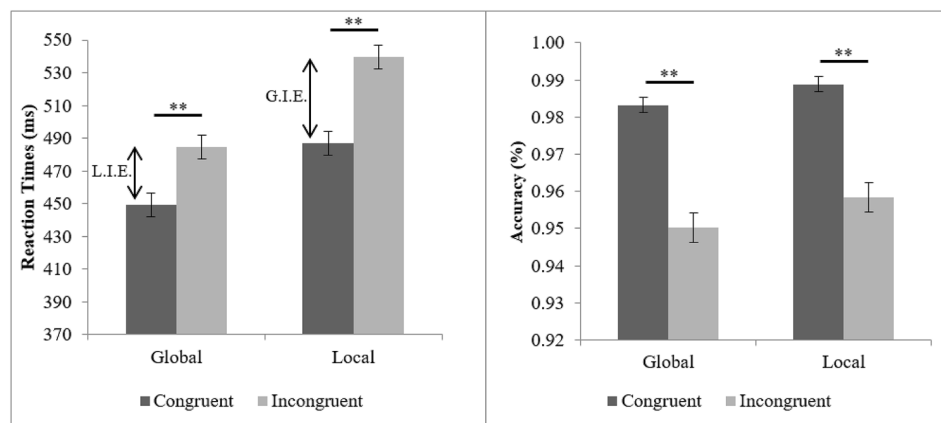 Reaction Times (ms)
550
530
510
490
470
450
430
410
390
370
**
**
L.I.E.
G.I.E.
Global
Local
Congruent
Incongruent
Accuracy (%)
1.00
0.99
0.98
0.97
0.96
0.95
0.94
0.93
0.92
**
**
Global
Local
Congruent
Incongruent